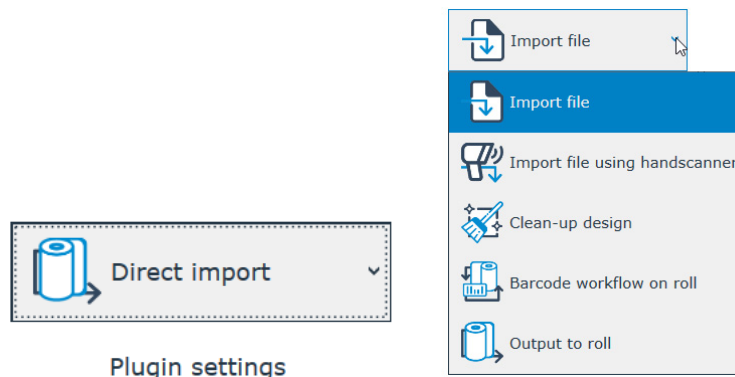 Direct import
Plugin settings
Import file
Import file
Import file using handscanner
Clean-up design
Barcode workflow on roll
Output to roll